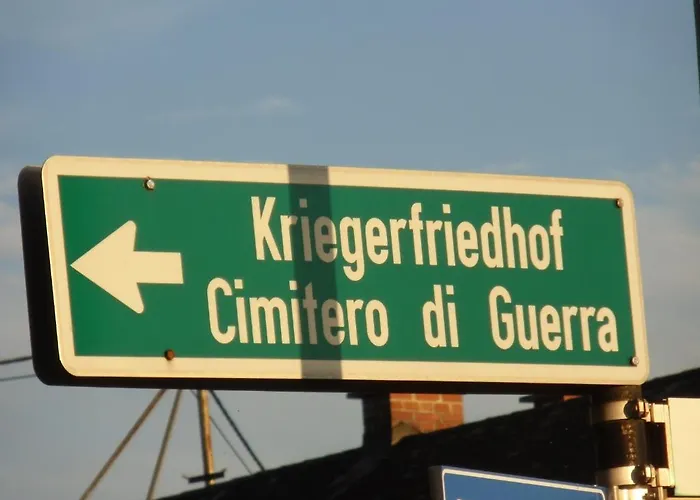 Kriegerfriedhof
Cimitero di Guerra